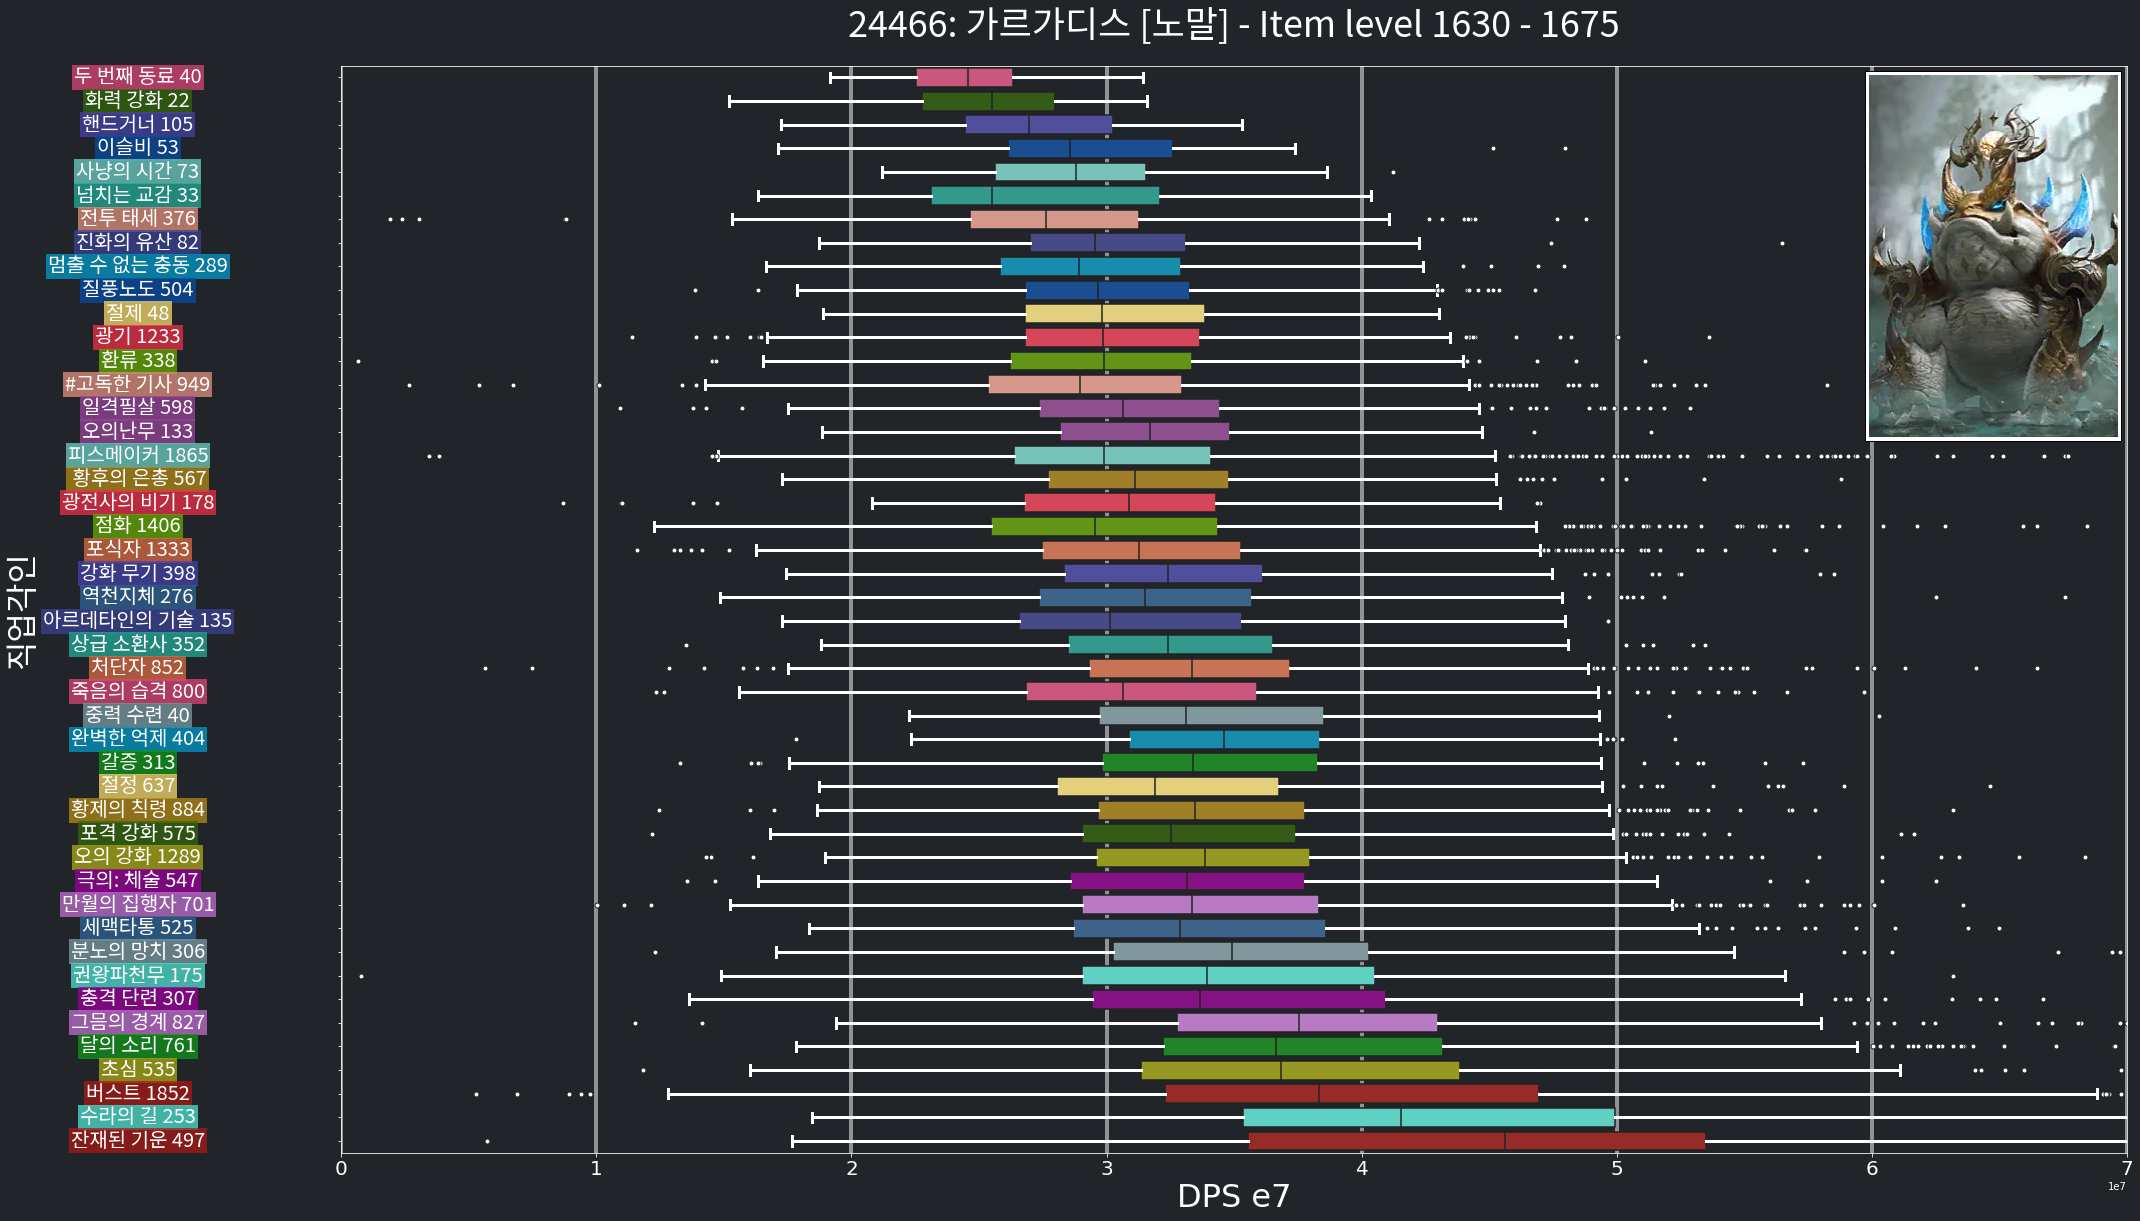 24466: 가르가디스 [노말] - Item level 1630 - 1675
두 번째 동료 40
화력 강화 22
핸드거너 105
이슬비 53
사냥의 시간 73
넘치는 교감 33
전투 태세 376
진화의 유산 82
멈출 수 없는 충동 289
질풍노도 504
절제 48
광기 1233
환류 338
#고독한 기사 949
일격필살 598
오의난무 133
피스메이커 1865
황후의 은총 567
광전사의 비기 178
점화 1406
포식자 1333
강화 무기 398
역천지체 276
아르데타인의 기술 135
상급 소환사 352
처단자 852
죽음의 습격 800
중력 수련 40
완벽한 억제 404
갈증 313
절정 637
황제의 칙령 884
포격 강화 575
오의 강화 1289
극의: 체술 547
만월의 집행자 701
세맥타통 525
분노의 망치 306
권왕파천무 175
충격 단련 307
그믐의 경계 827
달의 소리 761
초심 535
버스트 1852
수라의 길 253
잔재된 기운 497
직업각인
0 1 2 3 4 5 6 7
DPS e7
1e7